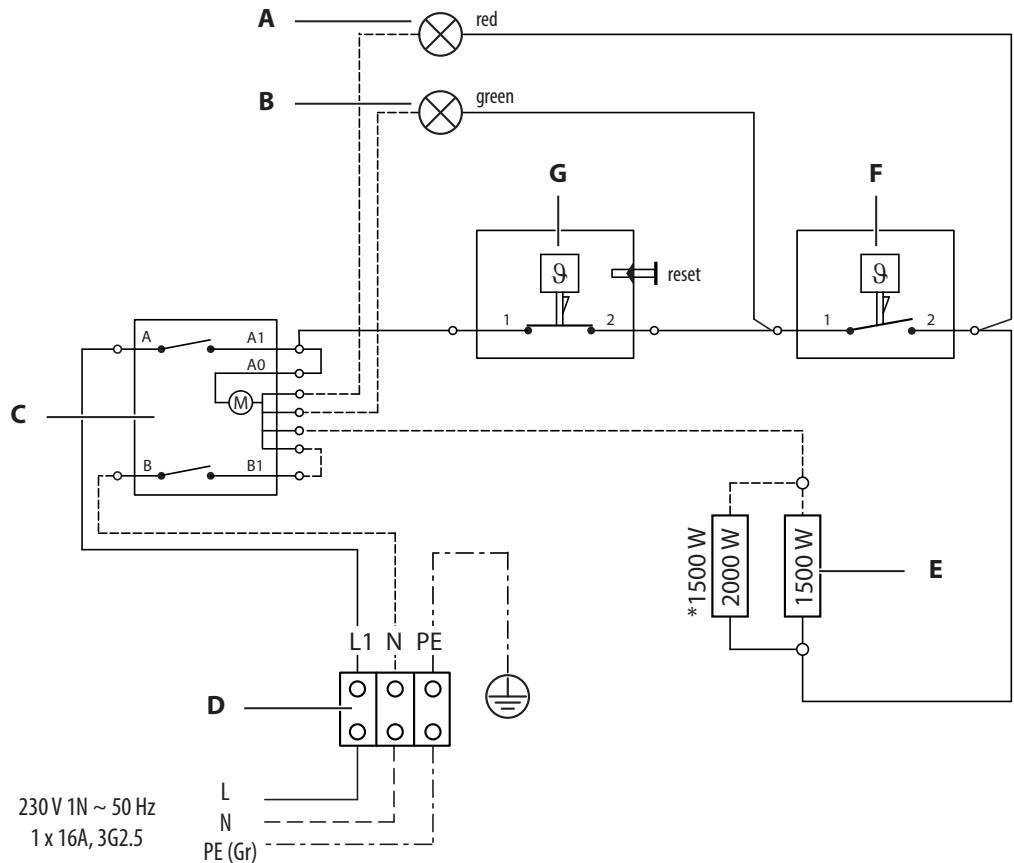 A
red
B
green
G
F
ϑ
reset
ϑ
1
2
1
2
A
A1
A0
M
C
B
B1
*1500 W
2000 W
1500 W
E
L1 N PE
D
230 V 1N ~ 50 Hz
1 x 16A, 3G2.5
L
N
PE (Gr)